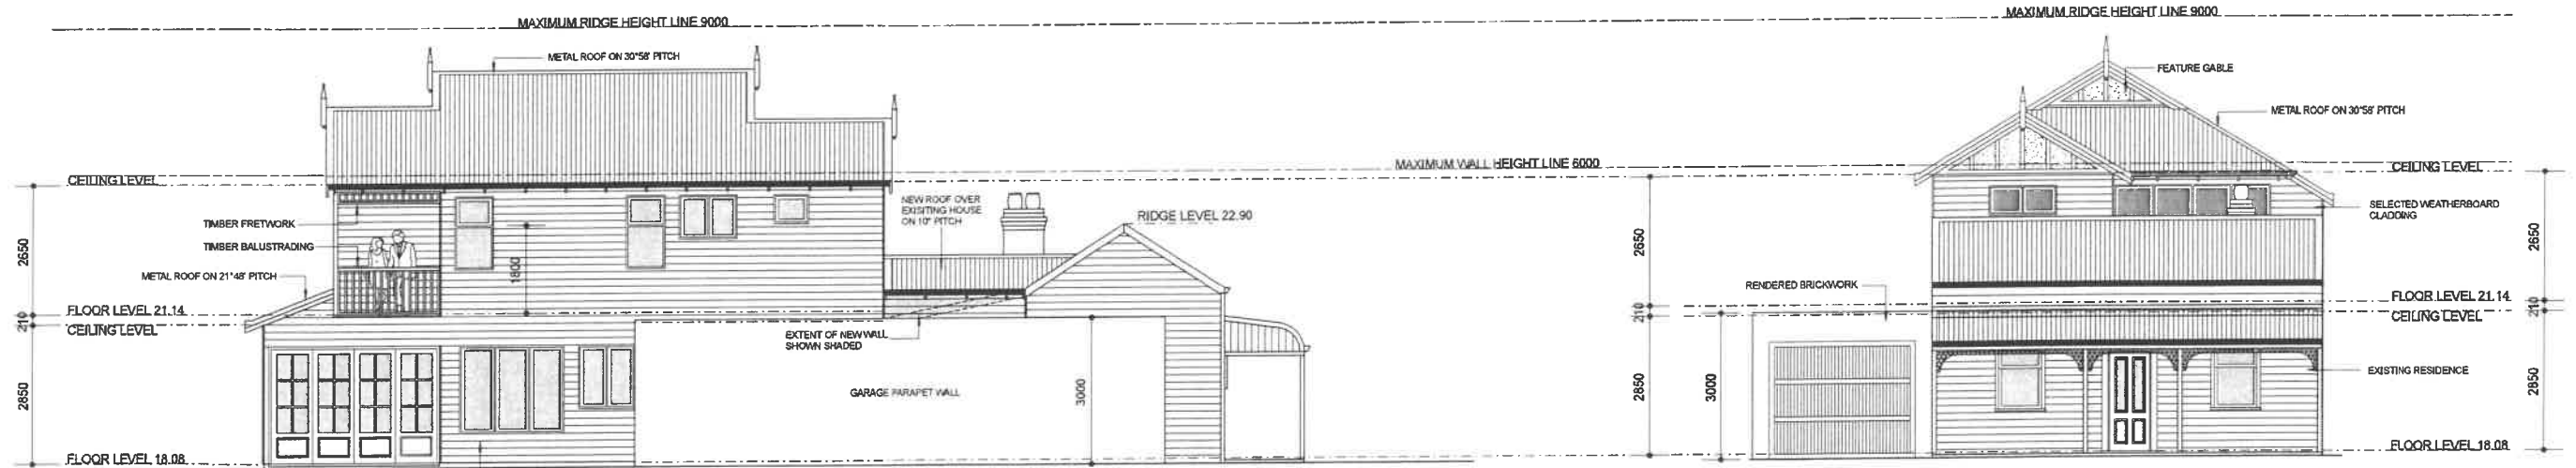 MAXIMUM RIDGE HEIGHT LINE 9000
METAL ROOF ON 30°58' PITCH
CEILING LEVEL
TIMBER FRETWORK
TIMBER BALUSTRADING
METAL ROOF ON 21°48' PITCH
FLOOR LEVEL 21.14
CEILING LEVEL
FLOOR LEVEL 18.08
2650
210
2850
1800
NEW ROOF OVER
EXISITING HOUSE
ON 10° PITCH
RIDGE LEVEL 22.90
EXTENT OF NEW WALL
SHOWN SHADED
GARAGE PARAPET WALL
3000
MAXIMUM WALL HEIGHT LINE 6000
MAXIMUM RIDGE HEIGHT LINE 9000
FEATURE GABLE
METAL ROOF ON 30°58' PITCH
CEILING LEVEL
SELECTED WEATHERBOARD
CLADDING
RENDERED BRICKWORK
FLOOR LEVEL 21.14
CEILING LEVEL
EXISTING RESIDENCE
FLOOR LEVEL 18.08
2650
210
2850
3000
2650
210
2850